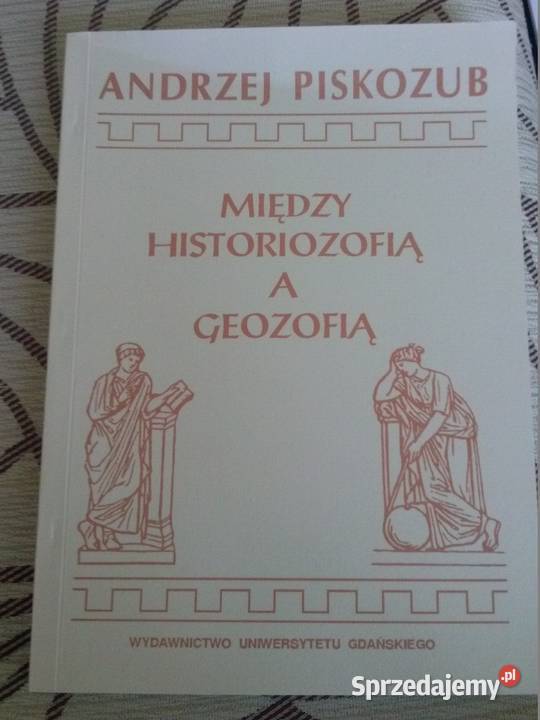 ANDRZEJ PISKOZUB
MIĘDZY
HISTORIOZOFIĄ
A
GEOZOFIĄ
WYDAWNICTWO UNIWERSYTETU GDAŃSKIEGO
Sprzedajemy.pl